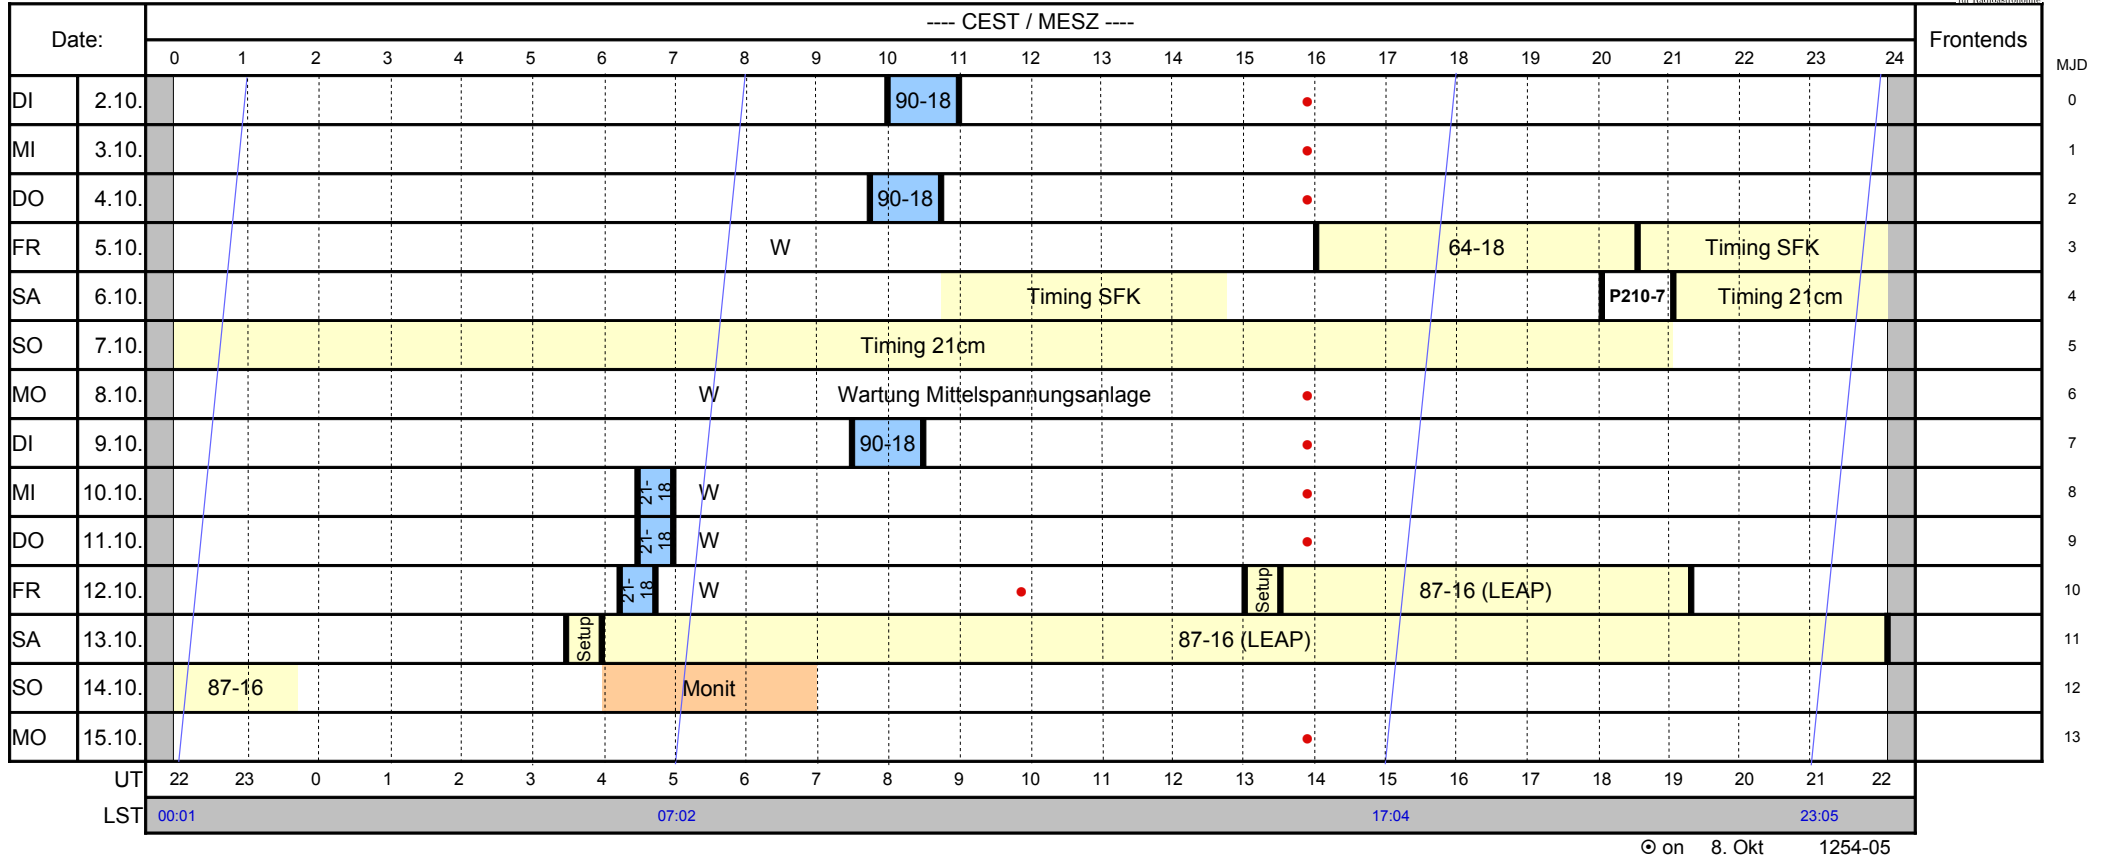 ---- CEST / MESZ ----
Date:
Frontends
0 1 2 3 4 5 6 7 8 9 10 11 12 13 14 15 16 17 18 19 20 21 22 23 24
MJD
DI 2.10. 90-18 0
MI 3.10. 1
DO 4.10. 90-18 2
FR 5.10. W 64-18 Timing SFK 3
SA 6.10. Timing SFK P210-7 Timing 21cm 4
SO 7.10. Timing 21cm 5
MO 8.10. W Wartung Mittelspannungsanlage 6
DI 9.10. 90-18 7
MI 10.10. 21-18 W 8
DO 11.10. 21-18 W 9
FR 12.10. 21-18 W Setup 87-16 (LEAP) 10
SA 13.10. Setup 87-16 (LEAP) 11
SO 14.10. 87-16 Monit 12
MO 15.10. 13
UT 22 23 0 1 2 3 4 5 6 7 8 9 10 11 12 13 14 15 16 17 18 19 20 21 22
LST 00:01 07:02 17:04 23:05
⊙ on 8. Okt 1254-05